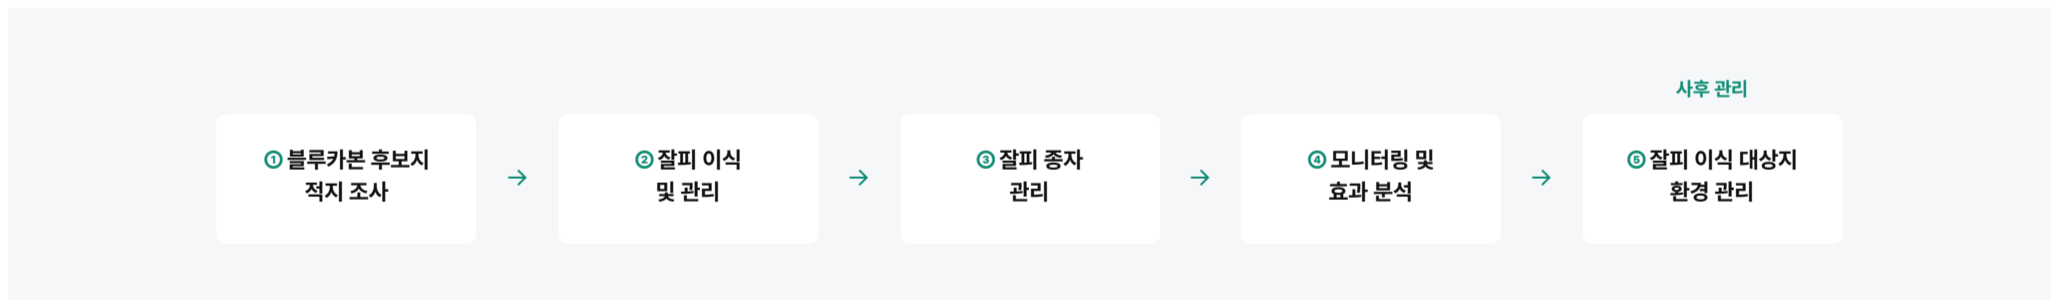 사후 관리
① 블루카본 후보지
적지 조사
→
② 잘피 이식
및 관리
→
③ 잘피 종자
관리
→
④ 모니터링 및
효과 분석
→
⑤ 잘피 이식 대상지
환경 관리